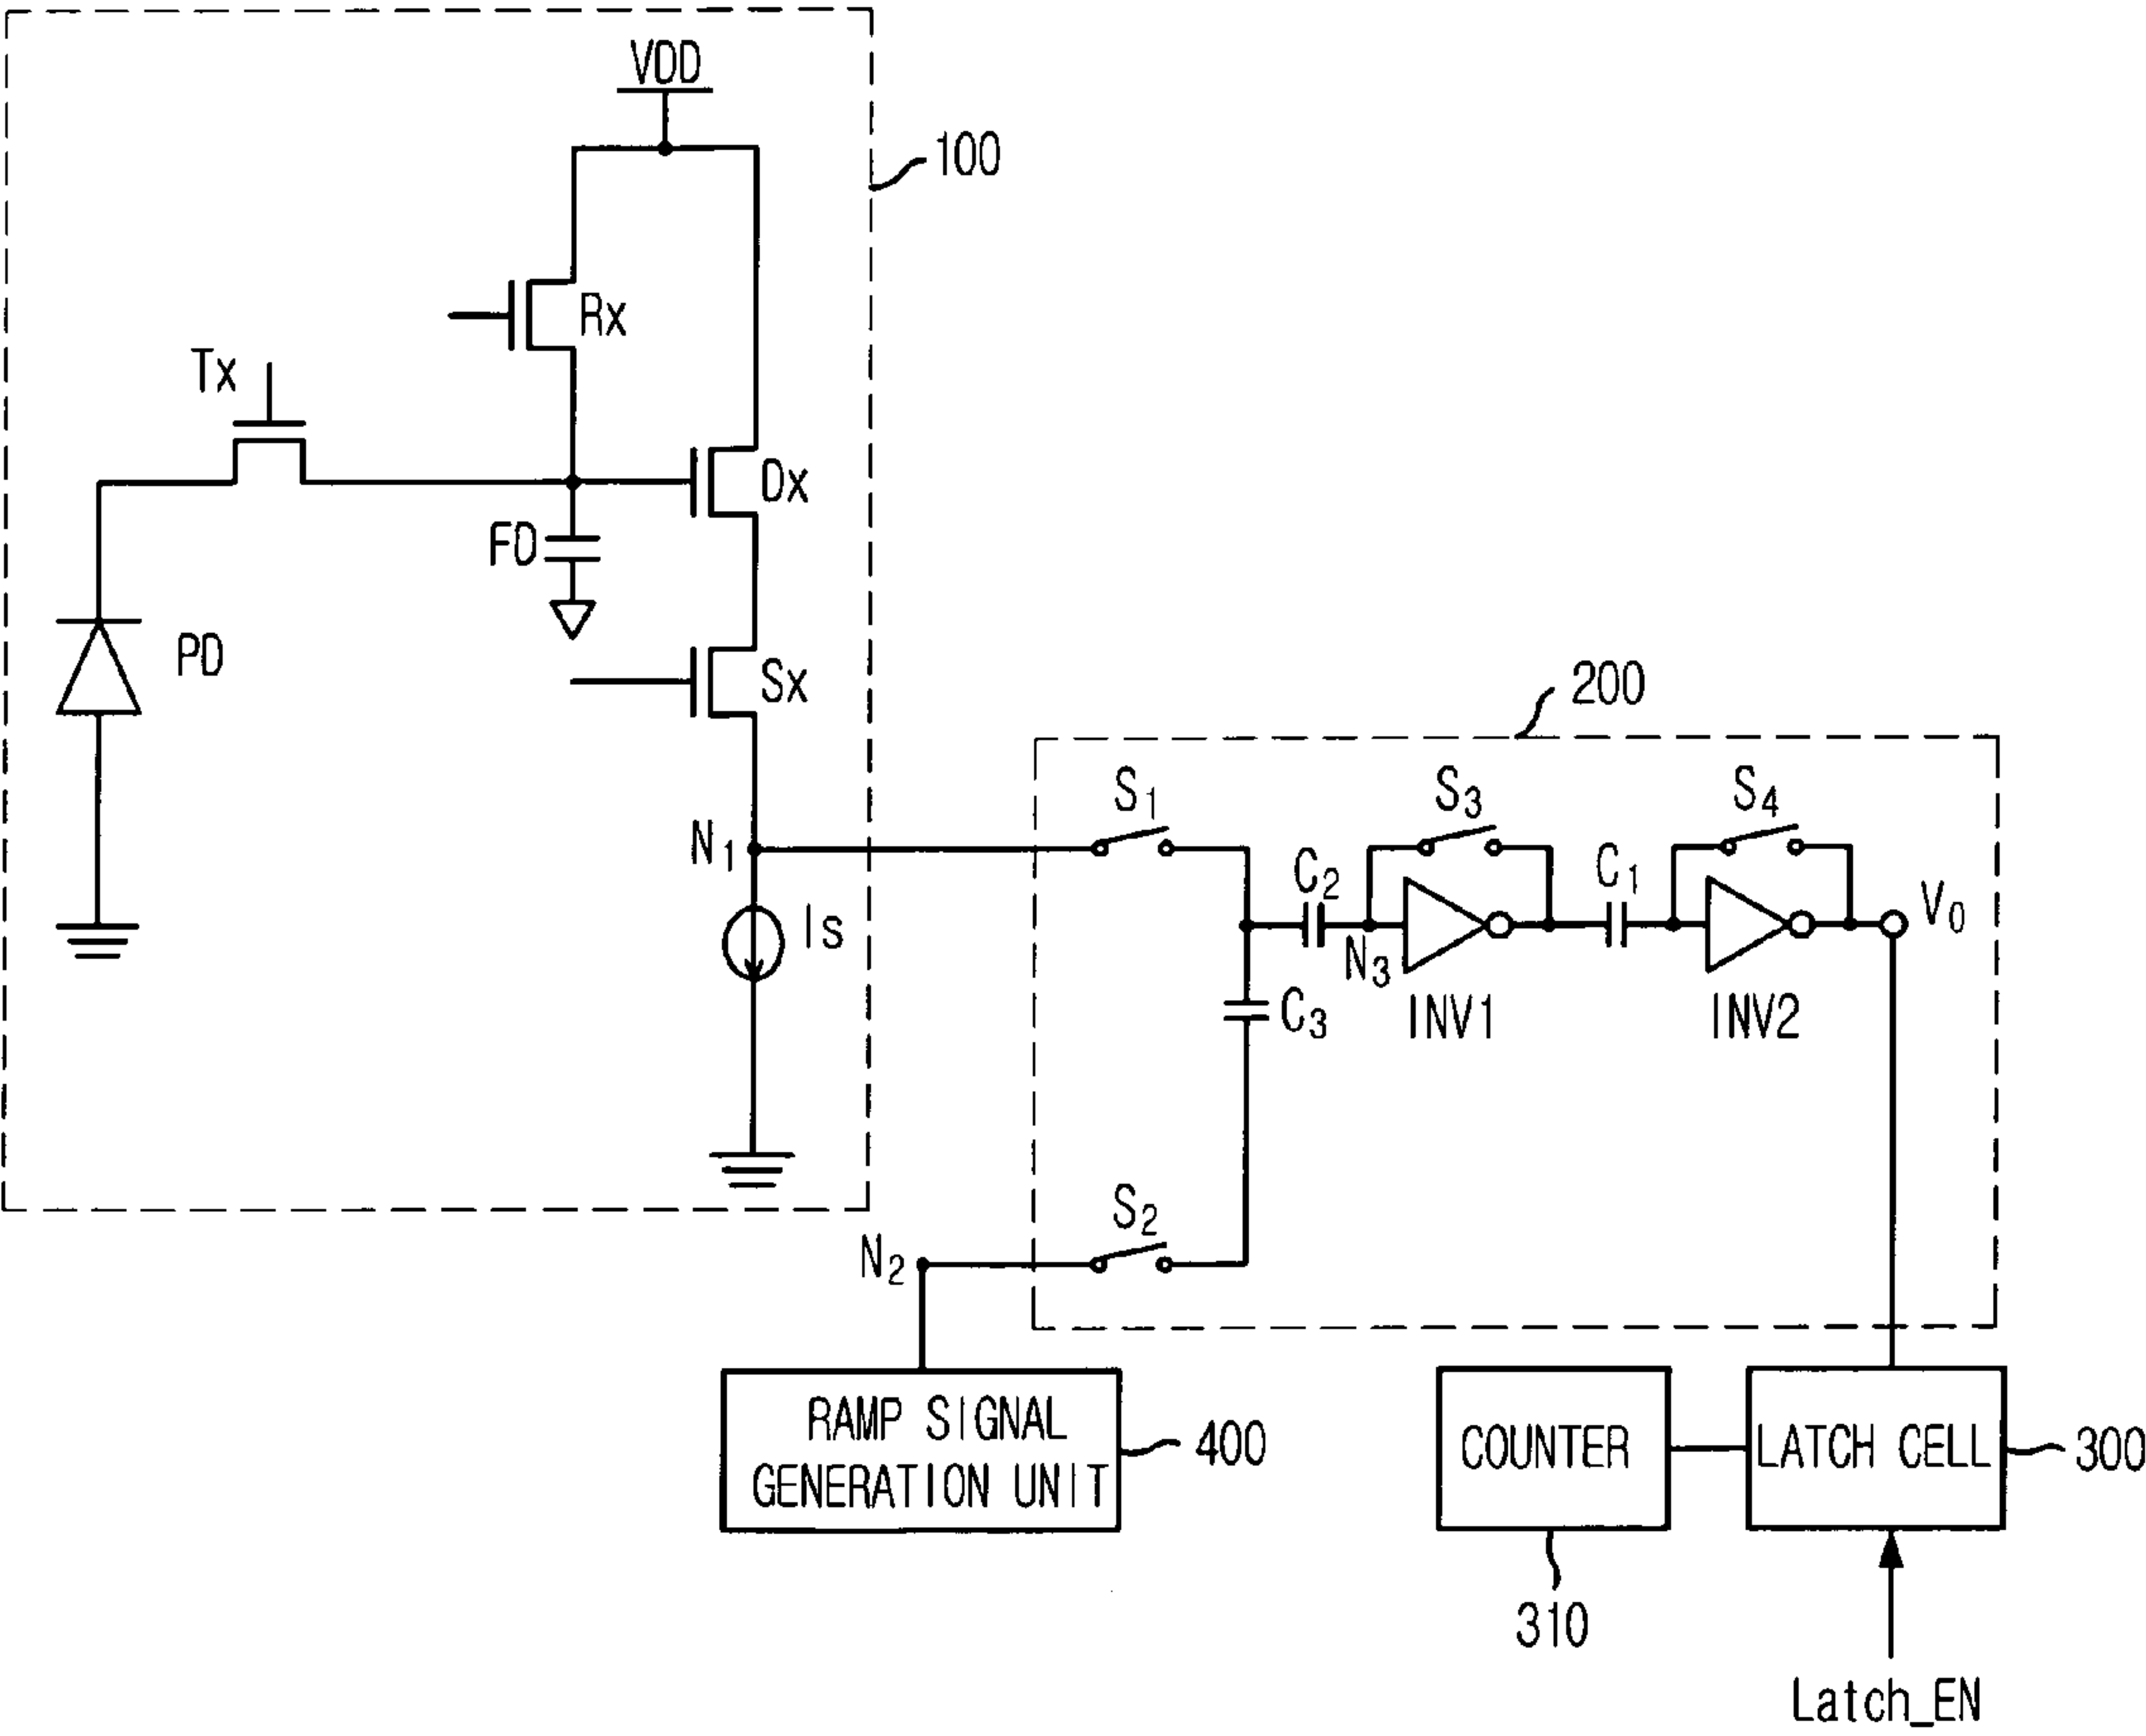 VDD
100
Rx
Tx
Dx
FD
PD
Sx
200
S1
S3
S4
N1
C2
C1
V0
Is
N3
C3
INV1
INV2
S2
N2
RAMP SIGNAL
GENERATION UNIT
400
COUNTER
LATCH CELL
300
310
Latch_EN